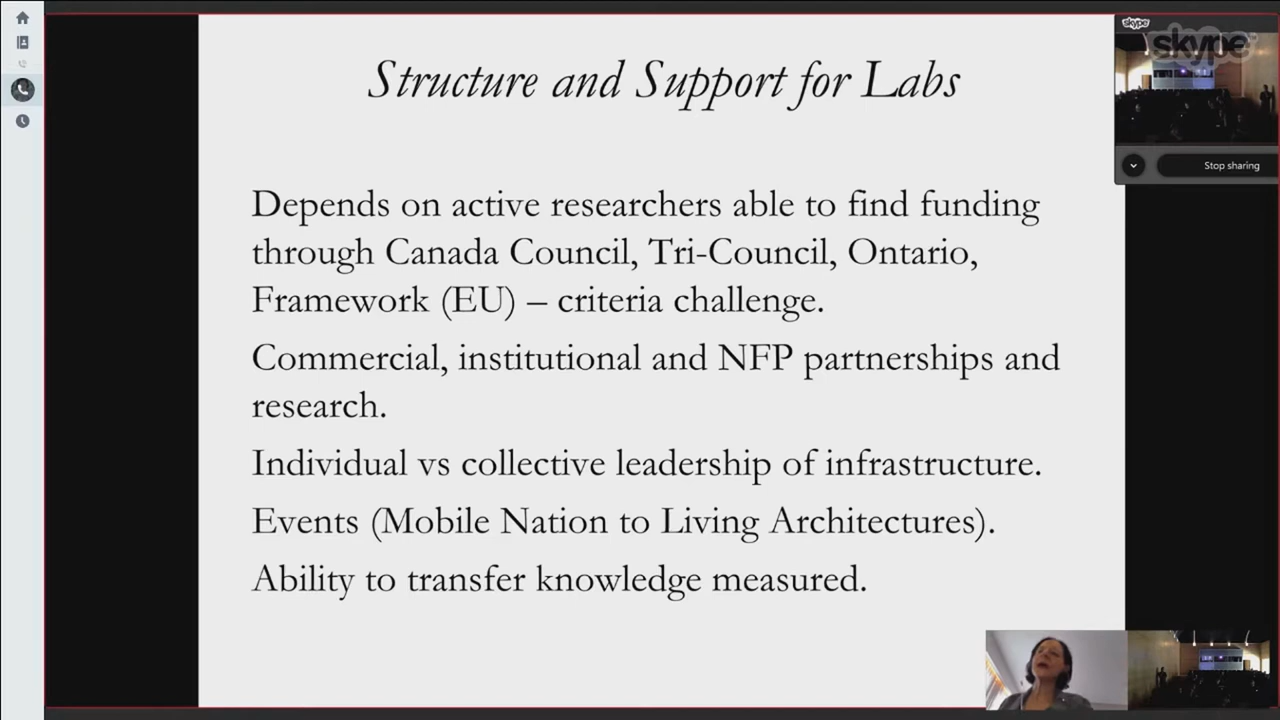 Structure and Support for Labs
Depends on active researchers able to find funding
through Canada Council, Tri-Council, Ontario,
Framework (EU) – criteria challenge.
Commercial, institutional and NFP partnerships and
research.
Individual vs collective leadership of infrastructure.
Events (Mobile Nation to Living Architectures).
Ability to transfer knowledge measured.
skype
skype
Stop sharing